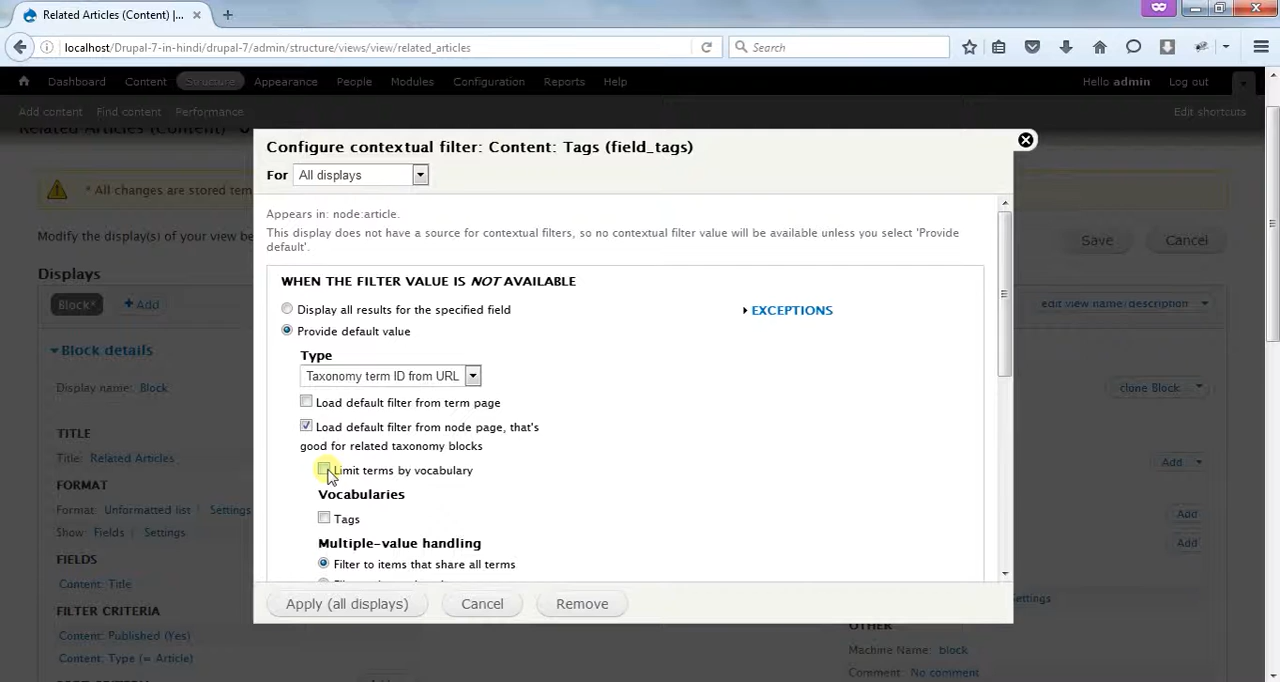 Related Articles (Content) |...
localhost/Drupal-7-in-hindi/drupal-7/admin/structure/views/view/related_articles
Search
Dashboard Content Structure Appearance People Modules Configuration Reports Help
Hello admin Log out
Add content Find content Performance
Edit shortcuts
Related Articles (Content)
Configure contextual filter: Content: Tags (field_tags)
For All displays
* All changes are stored tem
Appears in: node:article.
This display does not have a source for contextual filters, so no contextual filter value will be available unless you select 'Provide
default'.
Modify the display(s) of your view be
Save Cancel
Displays
Block* + Add
edit view name/description
WHEN THE FILTER VALUE IS NOT AVAILABLE
Display all results for the specified field
EXCEPTIONS
Provide default value
Block details
Type
Taxonomy term ID from URL
Display name: Block
clone Block
Load default filter from term page
Load default filter from node page, that's
good for related taxonomy blocks
TITLE
Title: Related Articles
Add
Limit terms by vocabulary
FORMAT
Vocabularies
Format: Unformatted list | Settings
Add
Tags
Show: Fields | Settings
Multiple-value handling
Add
FIELDS
Filter to items that share all terms
Content: Title
FILTER CRITERIA
Apply (all displays) Cancel Remove
Settings
OTHER
Content: Published (Yes)
Machine Name: block
Content: Type (= Article)
Comment: No comment